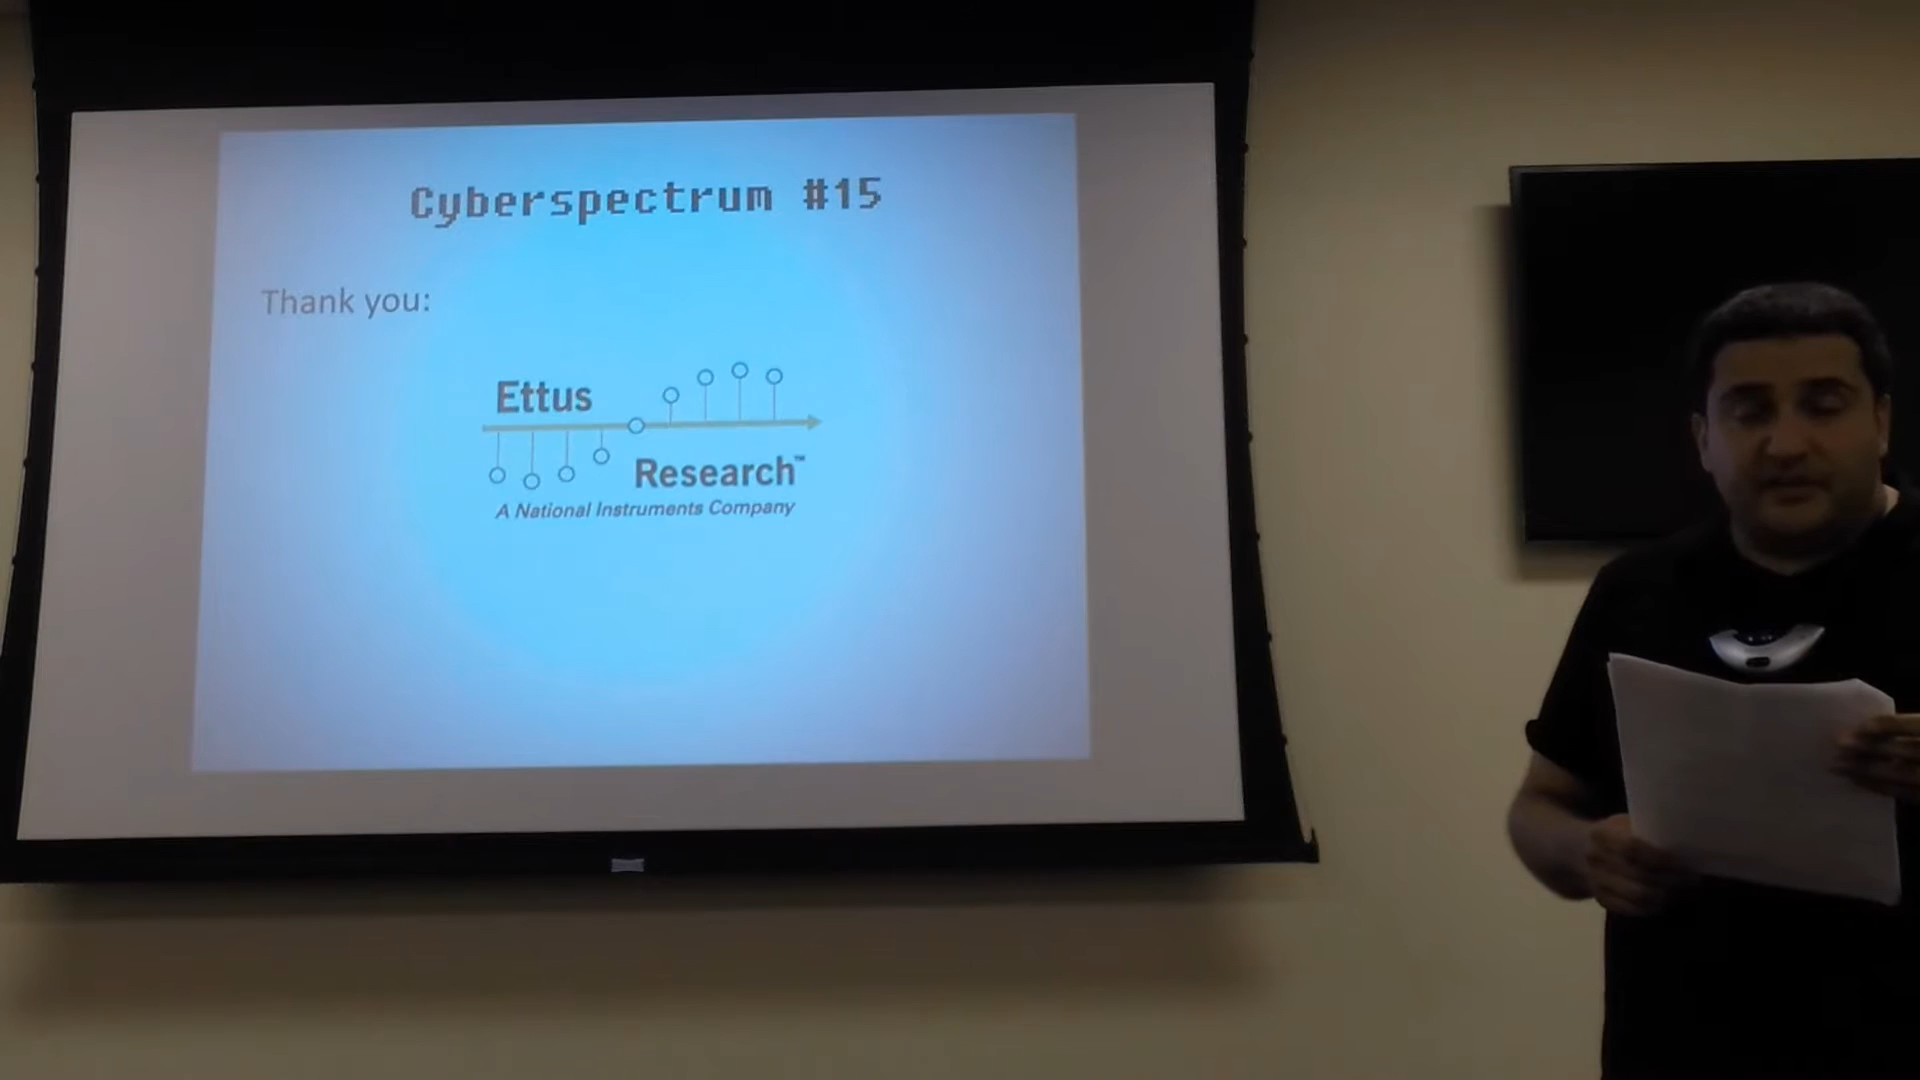 Cyberspectrum #15
Thank you:
Ettus
Research™
A National Instruments Company